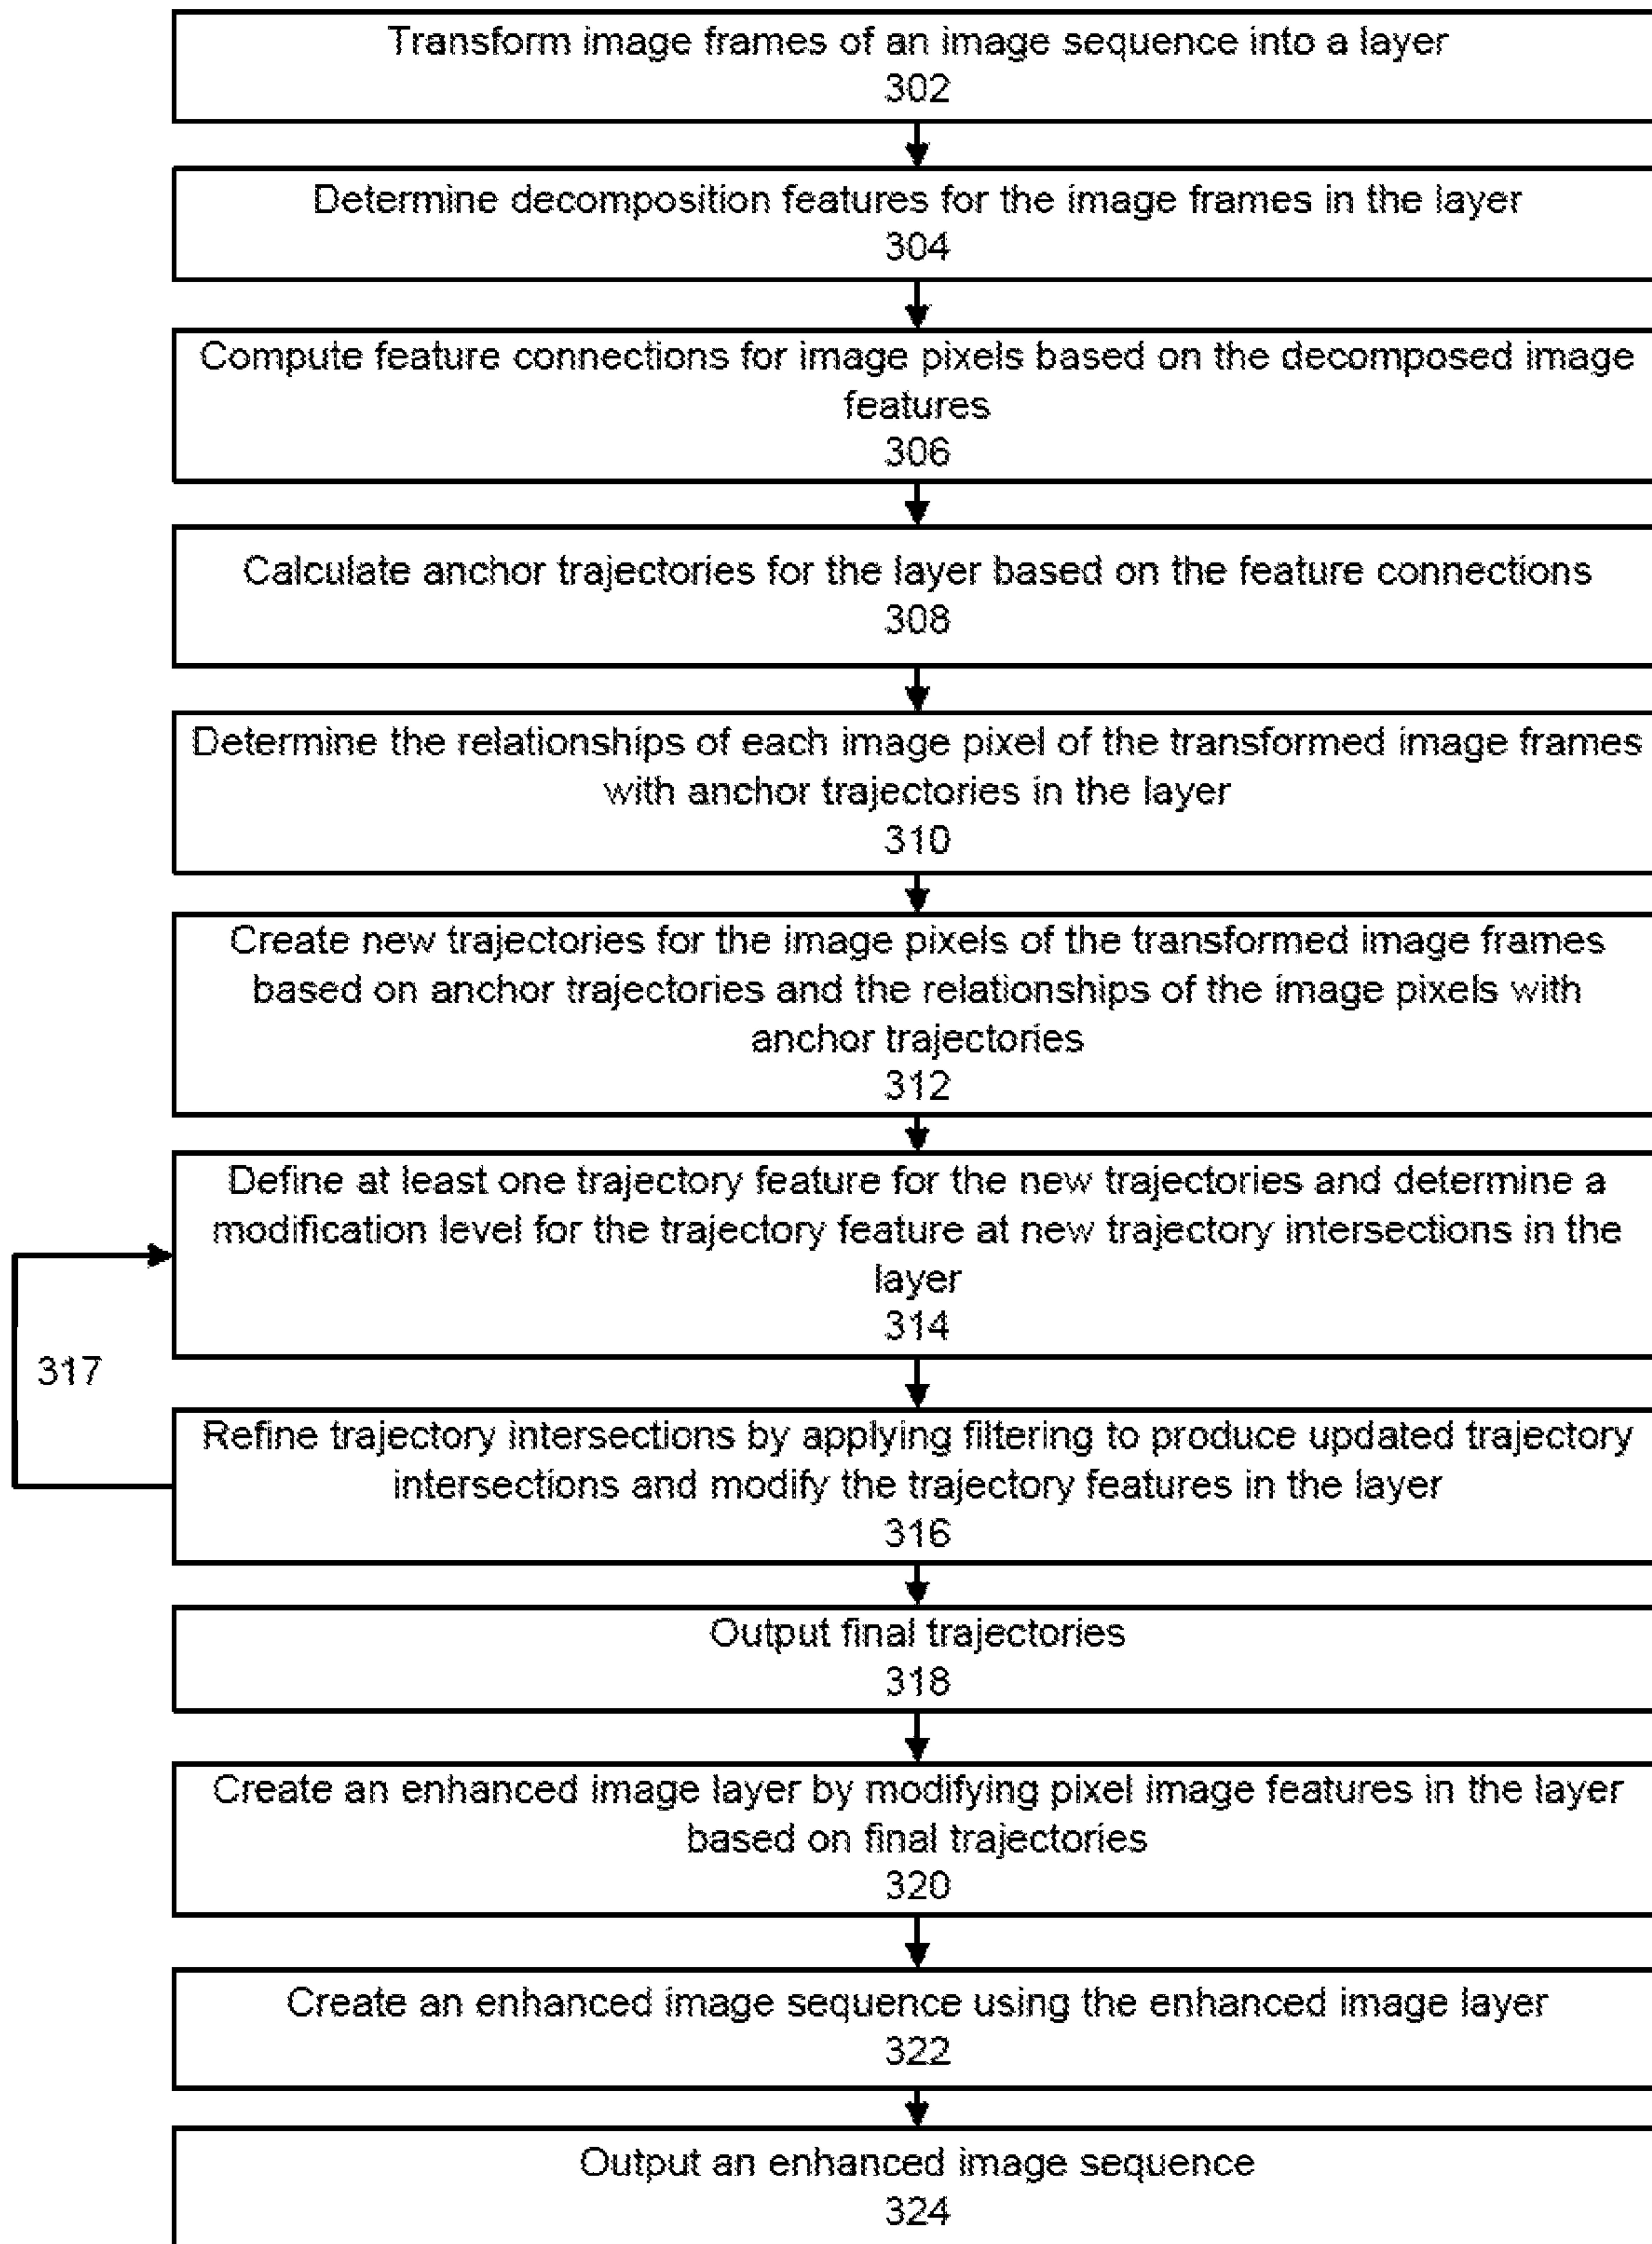 Transform image frames of an image sequence into a layer
302
Determine decomposition features for the image frames in the layer
304
Compute feature connections for image pixels based on the decomposed image
features
306
Calculate anchor trajectories for the layer based on the feature connections
308
Determine the relationships of each image pixel of the transformed image frames
with anchor trajectories in the layer
310
Create new trajectories for the image pixels of the transformed image frames
based on anchor trajectories and the relationships of the image pixels with
anchor trajectories
312
Define at least one trajectory feature for the new trajectories and determine a
modification level for the trajectory feature at new trajectory intersections in the
layer
314
317
Refine trajectory intersections by applying filtering to produce updated trajectory
intersections and modify the trajectory features in the layer
316
Output final trajectories
318
Create an enhanced image layer by modifying pixel image features in the layer
based on final trajectories
320
Create an enhanced image sequence using the enhanced image layer
322
Output an enhanced image sequence
324